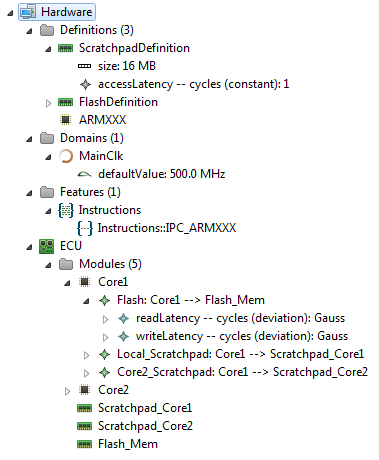 Hardware
Definitions (3)
ScratchpadDefinition
size: 16 MB
accessLatency -- cycles (constant): 1
FlashDefinition
ARMXXX
Domains (1)
MainClk
defaultValue: 500.0 MHz
Features (1)
Instructions
Instructions::IPC_ARMXXX
ECU
Modules (5)
Core1
Flash: Core1 --> Flash_Mem
readLatency -- cycles (deviation): Gauss
writeLatency -- cycles (deviation): Gauss
Local_Scratchpad: Core1 --> Scratchpad_Core1
Core2_Scratchpad: Core1 --> Scratchpad_Core2
Core2
Scratchpad_Core1
Scratchpad_Core2
Flash_Mem